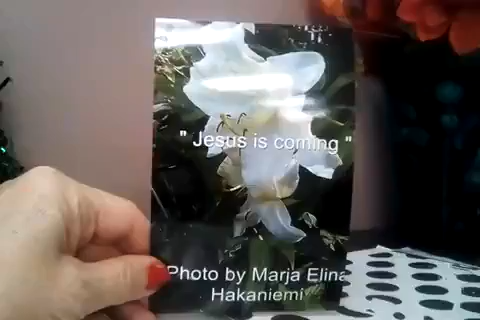 " Jesus is coming "
Photo by Marja Elina
Hakaniemi